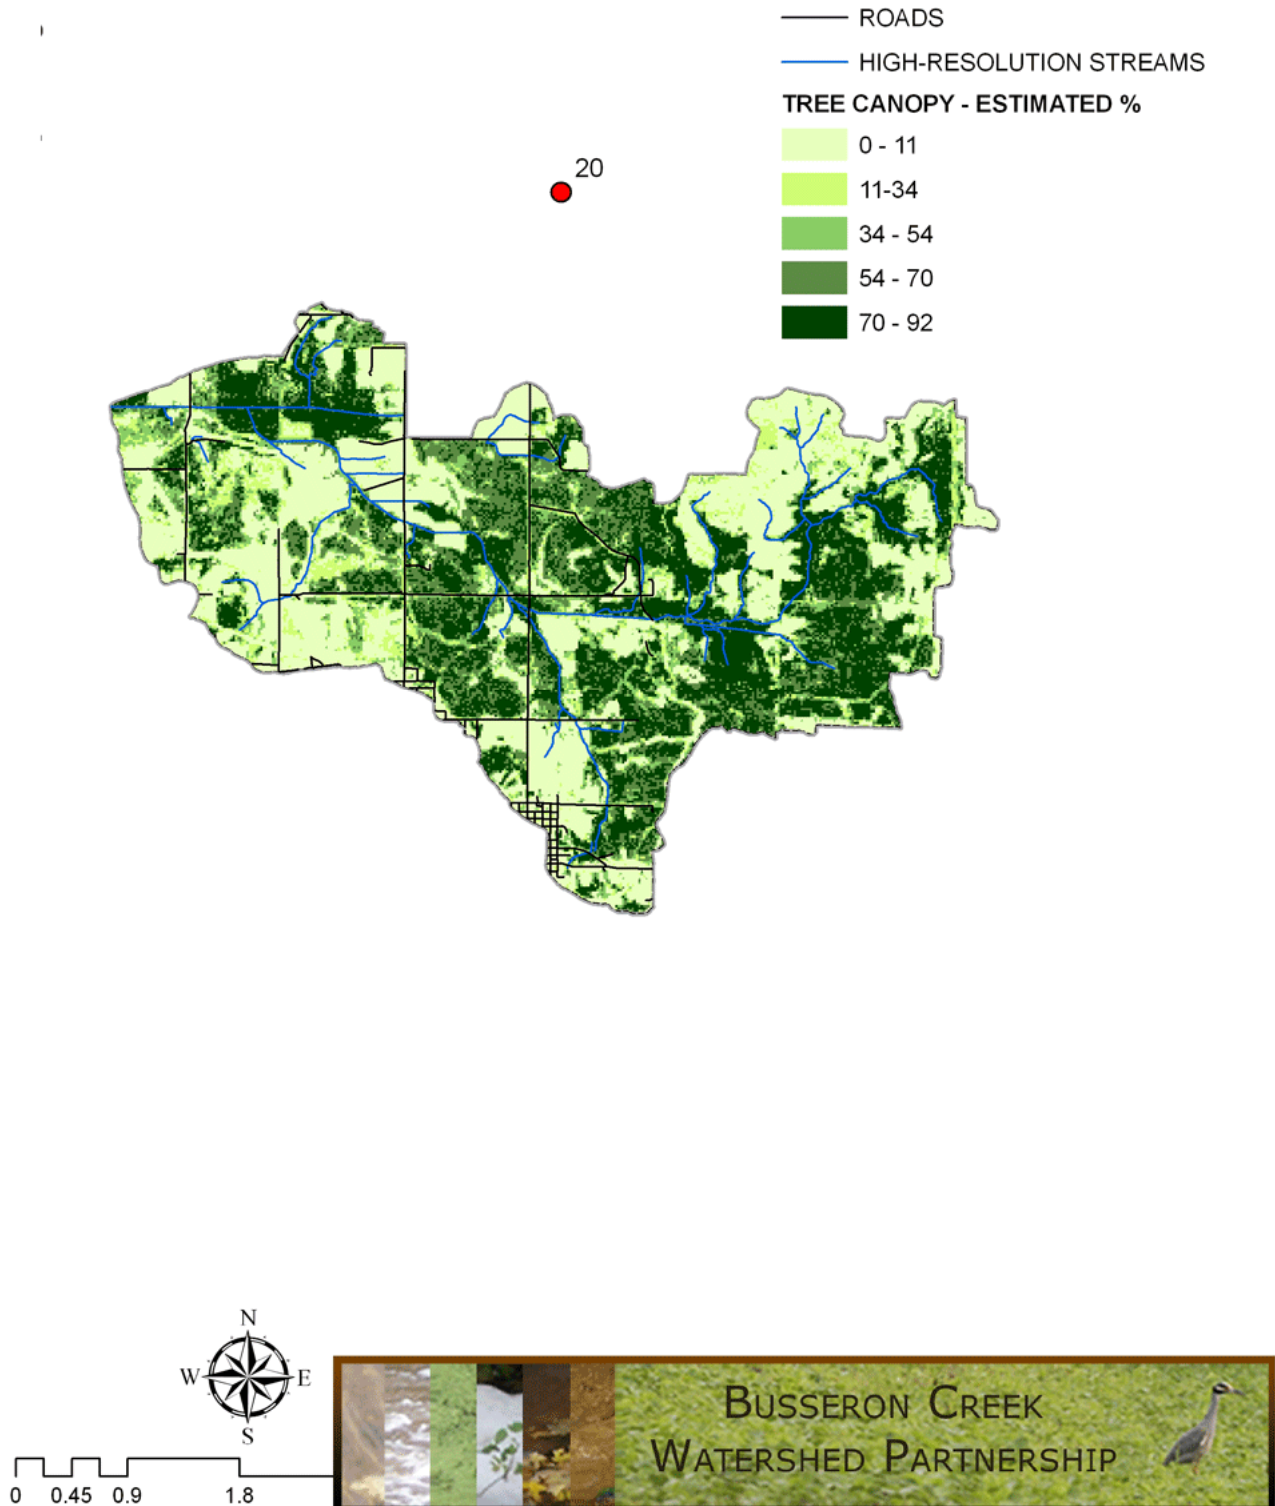 ROADS
HIGH-RESOLUTION STREAMS
TREE CANOPY - ESTIMATED %
0 - 11
11-34
34 - 54
54 - 70
70 - 92
20
N
W E
S
0 0.45 0.9 1.8
BUSSERON CREEK
WATERSHED PARTNERSHIP